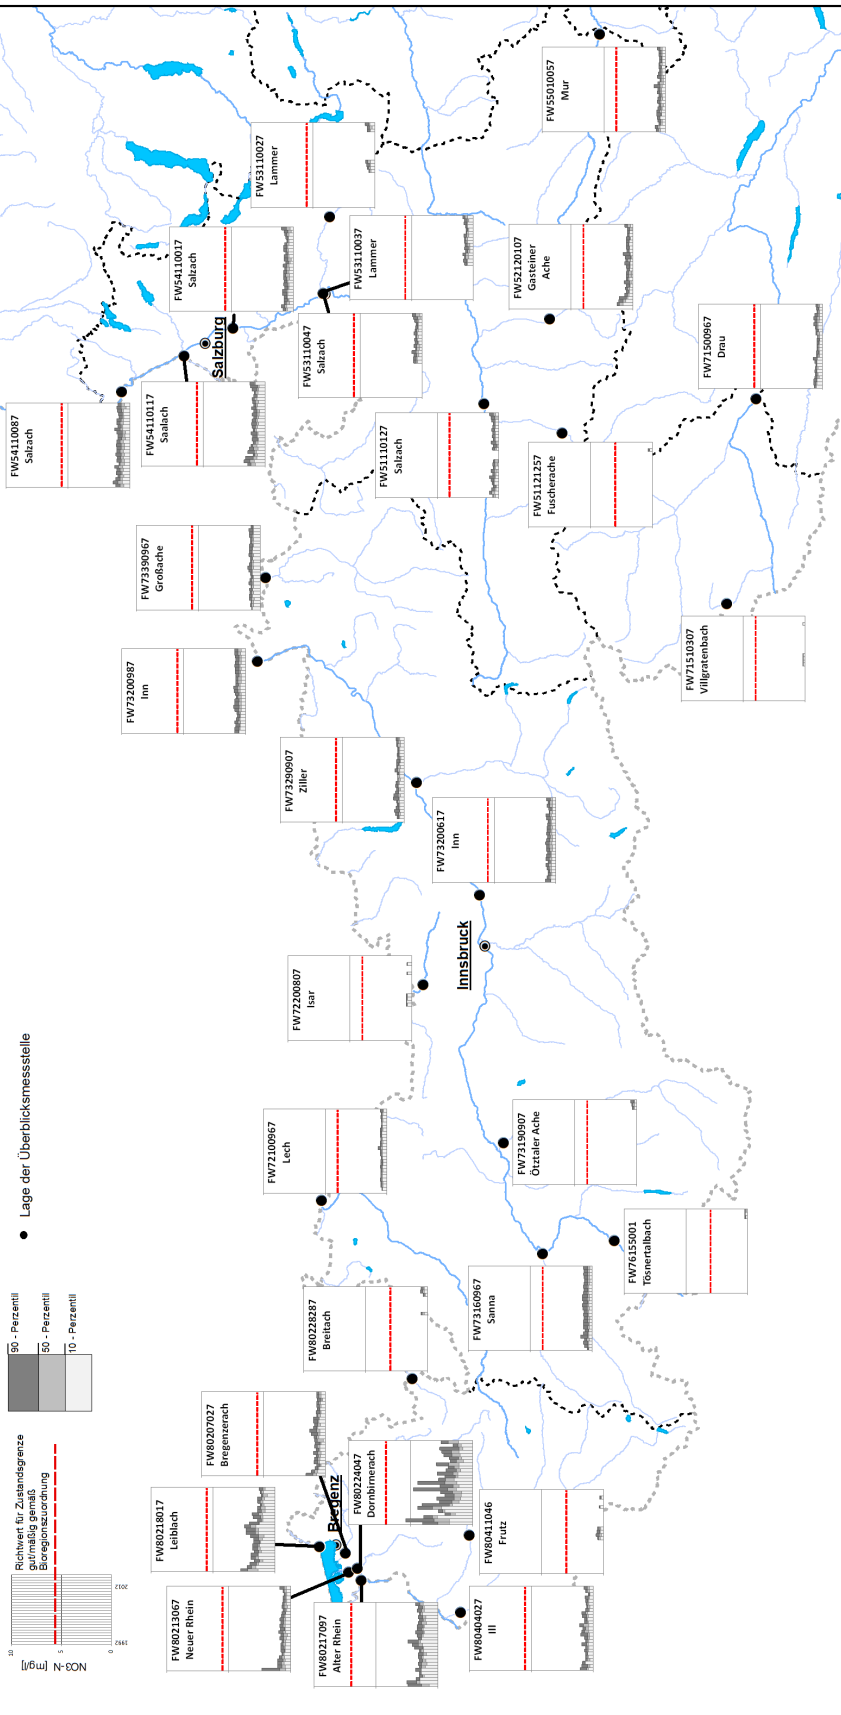 10
5
0
NO3-N [mg/l]
1992
2012
Richtwert für Zustandsgrenze
gut/mäßig gemäß
Bioregionszuordnung
90 - Perzentil
50 - Perzentil
10 - Perzentil
Lage der Überblicksmessstelle
FW80213067
Neuer Rhein
FW80218017
Leiblach
FW80207027
Bregenzerach
Bregenz
FW80217097
Alter Rhein
FW80224047
Dornbirnerach
FW80404027
Ill
FW80411046
Frutz
FW80228287
Breitach
FW72100967
Lech
FW73160967
Sanna
FW76155001
Tösnertalbach
FW73190907
Ötztaler Ache
FW72200807
Isar
Innsbruck
FW73200617
Inn
FW73290907
Ziller
FW73200987
Inn
FW73390967
Großache
FW71510307
Villgratenbach
FW54110087
Salzach
FW54110117
Saalach
Salzburg
FW54110017
Salzach
FW53110047
Salzach
FW53110037
Lammer
FW53110027
Lammer
FW51110127
Salzach
FW51121257
Fuscherache
FW52120107
Gasteiner
Ache
FW71500967
Drau
FW55010057
Mur